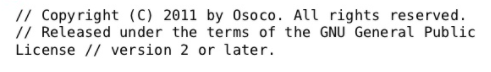 // Copyright (C) 2011 by Osoco. All rights reserved.
// Released under the terms of the GNU General Public
License // version 2 or later.